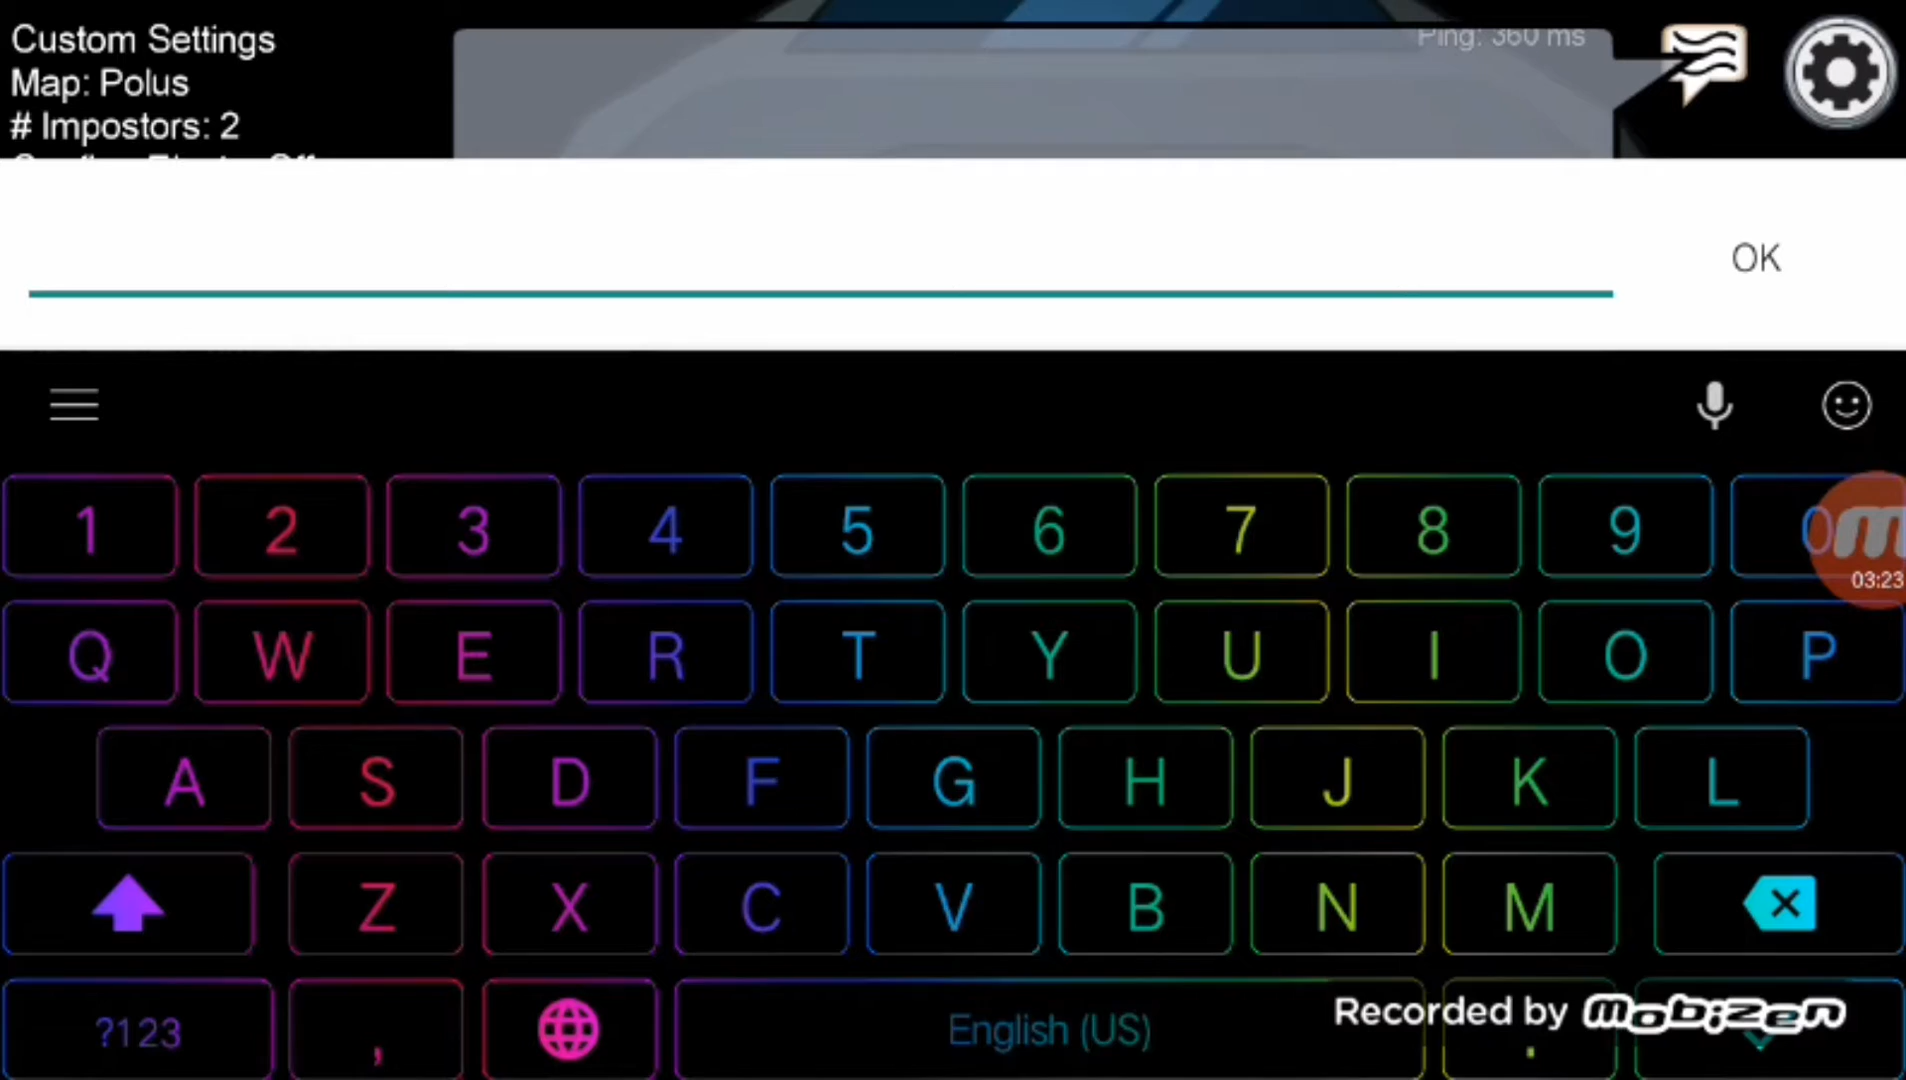 Custom Settings
Ping: 360 ms
Map: Polus
# Impostors: 2
OK
1 2 3 4 5 6 7 8 9 0
03:23
Q W E R T Y U I O P
A S D F G H J K L
Z X C V B N M
?123 , English (US) .
Recorded by mobizen